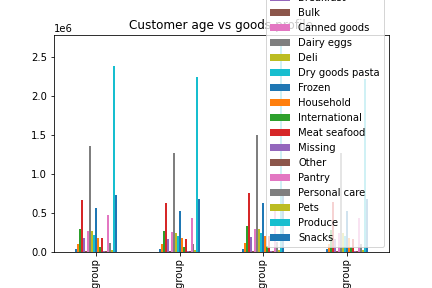 1e6
Customer age vs goods
2.5
2.0
1.5
1.0
0.5
0.0
Breakfast
Bulk
Canned goods
Dairy eggs
Deli
Dry goods pasta
Frozen
Household
International
Meat seafood
Missing
Other
Pantry
Personal care
Pets
Produce
Snacks
group
group
group
group